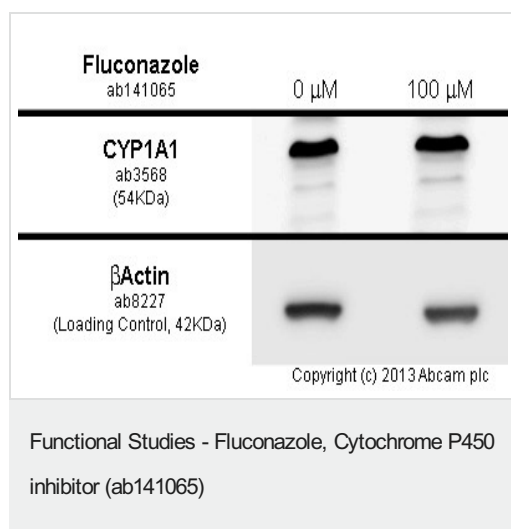 Fluconazole
ab141065
0 µM 100 µM
CYP1A1
ab3568
(54KDa)
βActin
ab8227
(Loading Control, 42KDa)
Copyright (c) 2013 Abcam plc
Functional Studies - Fluconazole, Cytochrome P450
inhibitor (ab141065)